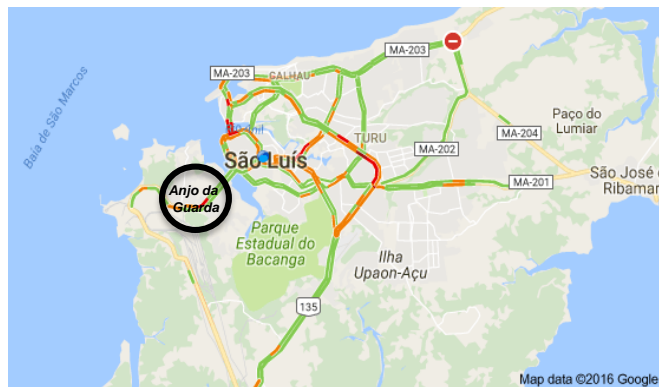 MA-203
MA-203
GALHAU
Baía de São Marcos
TURU
Paço do
Lumiar
MA-204
São Luís
MA-202
Anjo da
Guarda
MA-201
São José de
Ribamar
Parque
Estadual do
Bacanga
Ilha
Upaon-Açu
135
Map data ©2016 Google